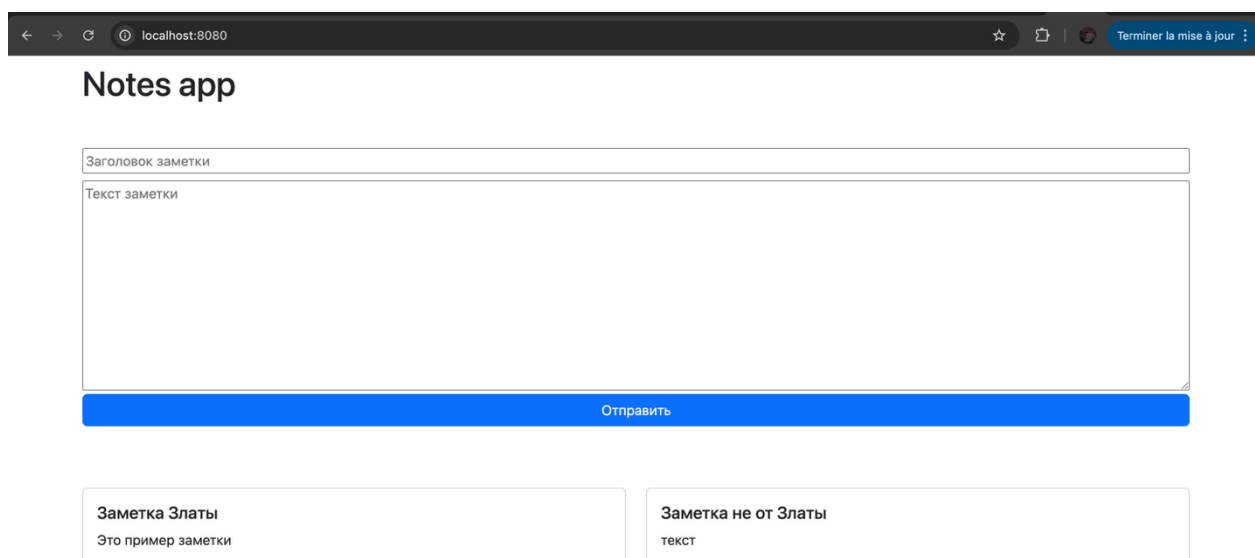 localhost:8080
Terminer la mise à jour
Notes app
Заголовок заметки
Текст заметки
Отправить
Заметка Златы
Это пример заметки
Заметка не от Златы
текст